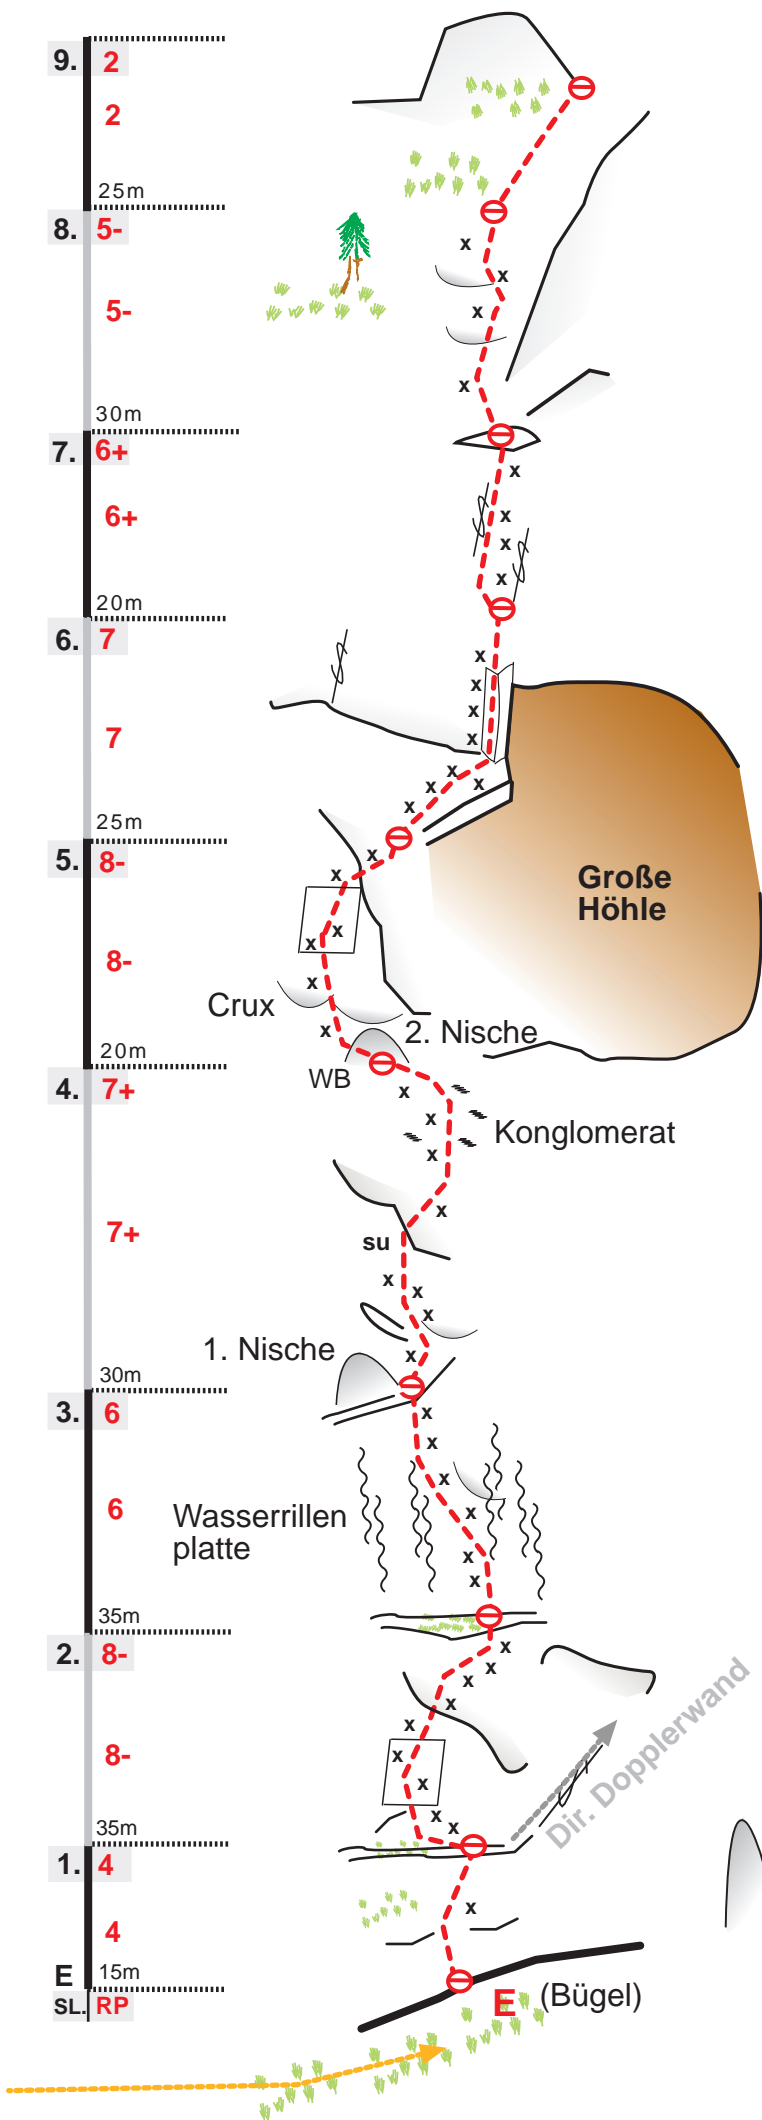 9. 2
2
25m
8. 5-
5-
30m
7. 6+
6+
20m
6. 7
7
25m
5. 8-
Große
Höhle
8-
Crux
2. Nische
20m
WB
4. 7+
Konglomerat
7+
su
1. Nische
30m
3. 6
6
Wasserrillen
platte
35m
2. 8-
8-
Dir. Dopplerwand
35m
1. 4
4
E 15m
E (Bügel)
SL. RP